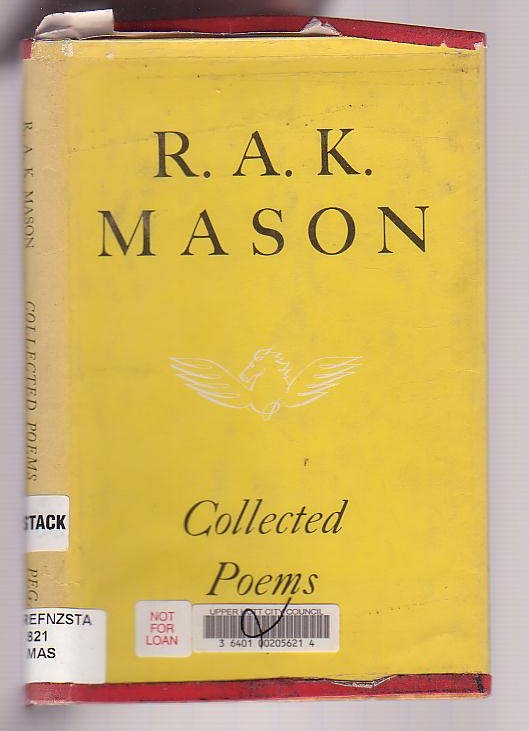 R. A. K.
MASON
Collected
Poems
R. A. K. MASON
COLLECTED POEMS
PEG
STACK
REFNZSTA
821
MAS
NOT
FOR
LOAN
UPPER HUTT CITY COUNCIL
3 6401 00205621 4